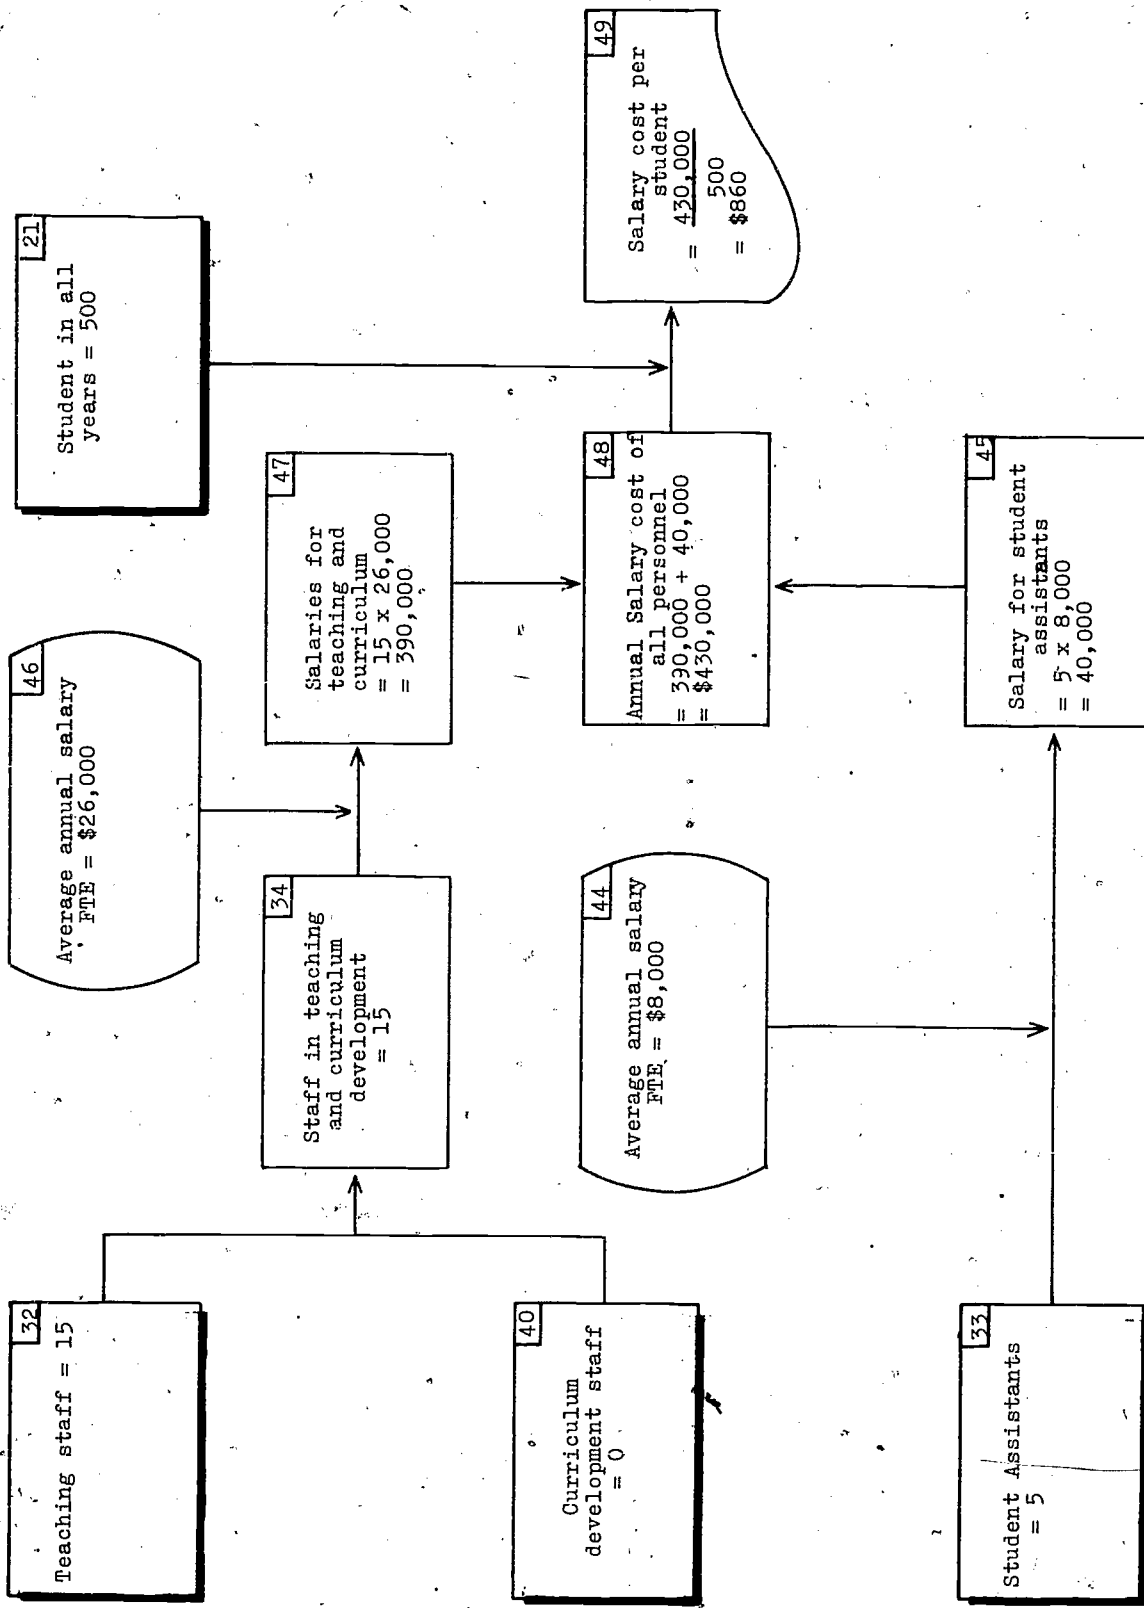 32
Teaching staff = 15
46
Average annual salary
FTE = $26,000
21
Student in all
years = 500
34
Staff in teaching
and curriculum
development
= 15
47
Salaries for
teaching and
curriculum
= 15 x 26,000
= 390,000
40
Curriculum
development staff
= 0
44
Average annual salary
FTE = $8,000
48
Annual Salary cost of
all personnel
= 390,000 + 40,000
= $430,000
49
Salary cost per
student
= 430,000
500
= $860
33
Student Assistants
= 5
45
Salary for student
assistants
= 5 x 8,000
= 40,000